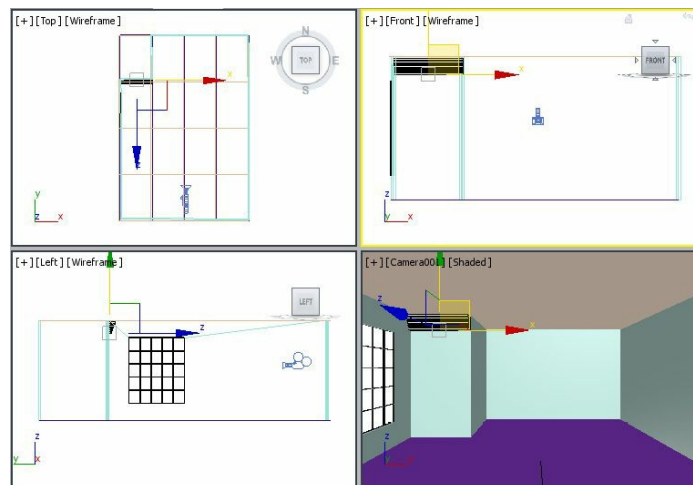 [+] [Top] [Wireframe]
N
W
TOP
E
S
x
z
y
z
x
[+] [Front] [Wireframe]
FRONT
x
z
y
x
[+] [Left] [Wireframe]
LEFT
z
z
y
x
[+] [Camera001] [Shaded]
z
x
z
y
x